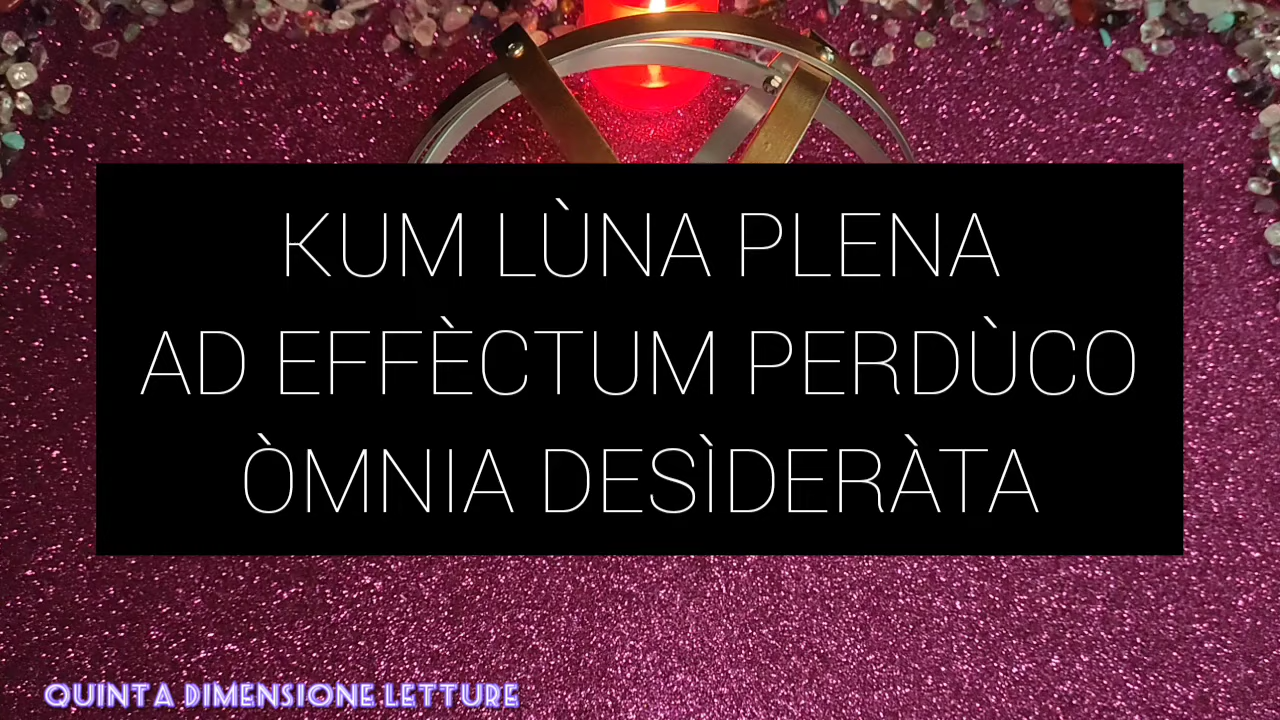 KUM LÙNA PLENA
AD EFFÈCTUM PERDÙCO
ÒMNIA DESÌDERÀTA
QUINTA DIMENSIONE LETTURE